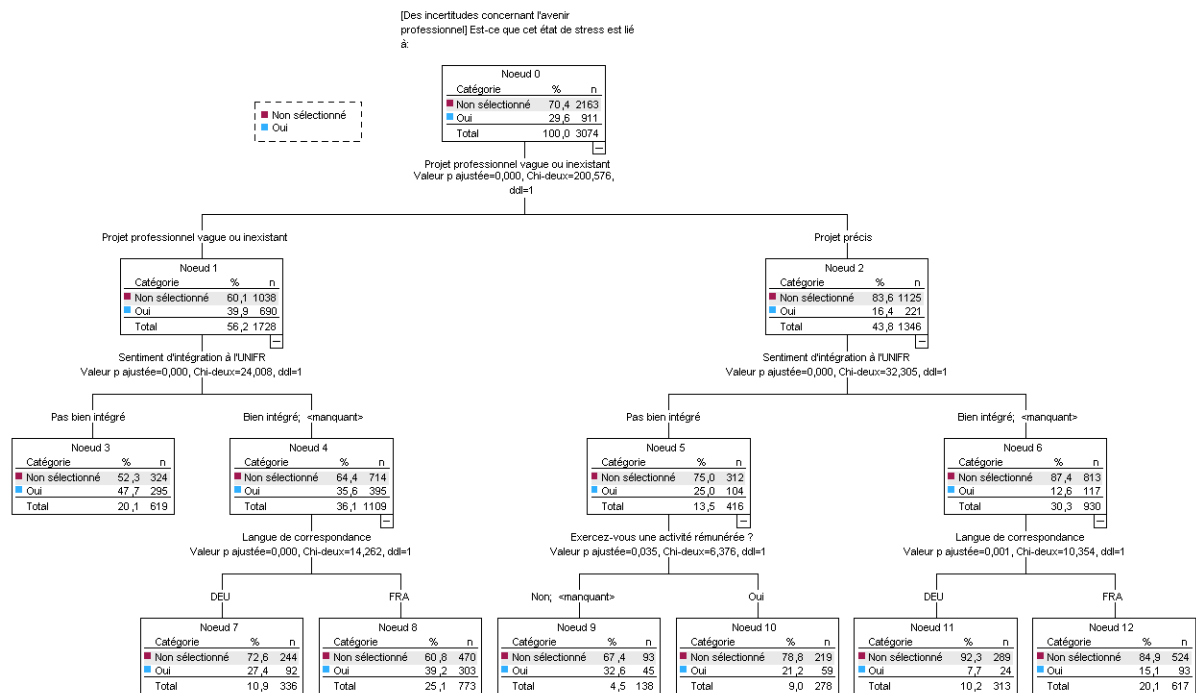 [Des incertitudes concernant l'avenir
professionnel] Est-ce que cet état de stress est lié
à:
Noeud 0
Catégorie % n
Non sélectionné 70,4 2163
Oui 29,6 911
Total 100,0 3074
Non sélectionné
Oui
Projet professionnel vague ou inexistant
Valeur p ajustée=0,000, Chi-deux=200,576,
ddl=1
Projet professionnel vague ou inexistant
Projet précis
Noeud 1
Catégorie % n
Non sélectionné 60,1 1038
Oui 39,9 690
Total 56,2 1728
Noeud 2
Catégorie % n
Non sélectionné 83,6 1125
Oui 16,4 221
Total 43,8 1346
Sentiment d'intégration à l'UNIFR
Valeur p ajustée=0,000, Chi-deux=24,008, ddl=1
Sentiment d'intégration à l'UNIFR
Valeur p ajustée=0,000, Chi-deux=32,305, ddl=1
Pas bien intégré
Bien intégré; <manquant>
Pas bien intégré
Bien intégré; <manquant>
Noeud 3
Catégorie % n
Non sélectionné 52,3 324
Oui 47,7 295
Total 20,1 619
Noeud 4
Catégorie % n
Non sélectionné 64,4 714
Oui 35,6 395
Total 36,1 1109
Noeud 5
Catégorie % n
Non sélectionné 75,0 312
Oui 25,0 104
Total 13,5 416
Noeud 6
Catégorie % n
Non sélectionné 87,4 813
Oui 12,6 117
Total 30,3 930
Langue de correspondance
Valeur p ajustée=0,000, Chi-deux=14,262, ddl=1
Exercez-vous une activité rémunérée ?
Valeur p ajustée=0,035, Chi-deux=6,376, ddl=1
Langue de correspondance
Valeur p ajustée=0,001, Chi-deux=10,354, ddl=1
DEU
FRA
Non; <manquant>
Oui
DEU
FRA
Noeud 7
Catégorie % n
Non sélectionné 72,6 244
Oui 27,4 92
Total 10,9 336
Noeud 8
Catégorie % n
Non sélectionné 60,8 470
Oui 39,2 303
Total 25,1 773
Noeud 9
Catégorie % n
Non sélectionné 67,4 93
Oui 32,6 45
Total 4,5 138
Noeud 10
Catégorie % n
Non sélectionné 78,8 219
Oui 21,2 59
Total 9,0 278
Noeud 11
Catégorie % n
Non sélectionné 92,3 289
Oui 7,7 24
Total 10,2 313
Noeud 12
Catégorie % n
Non sélectionné 84,9 524
Oui 15,1 93
Total 20,1 617